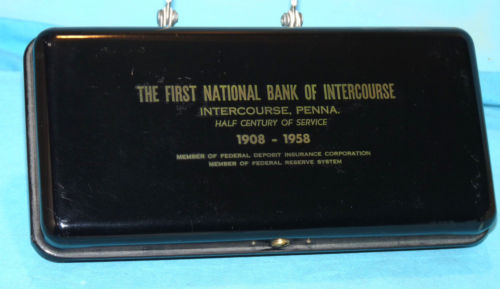 THE FIRST NATIONAL BANK OF INTERCOURSE
INTERCOURSE, PENNA.
HALF CENTURY OF SERVICE
1908 - 1958
MEMBER OF FEDERAL DEPOSIT INSURANCE CORPORATION
MEMBER OF FEDERAL RESERVE SYSTEM